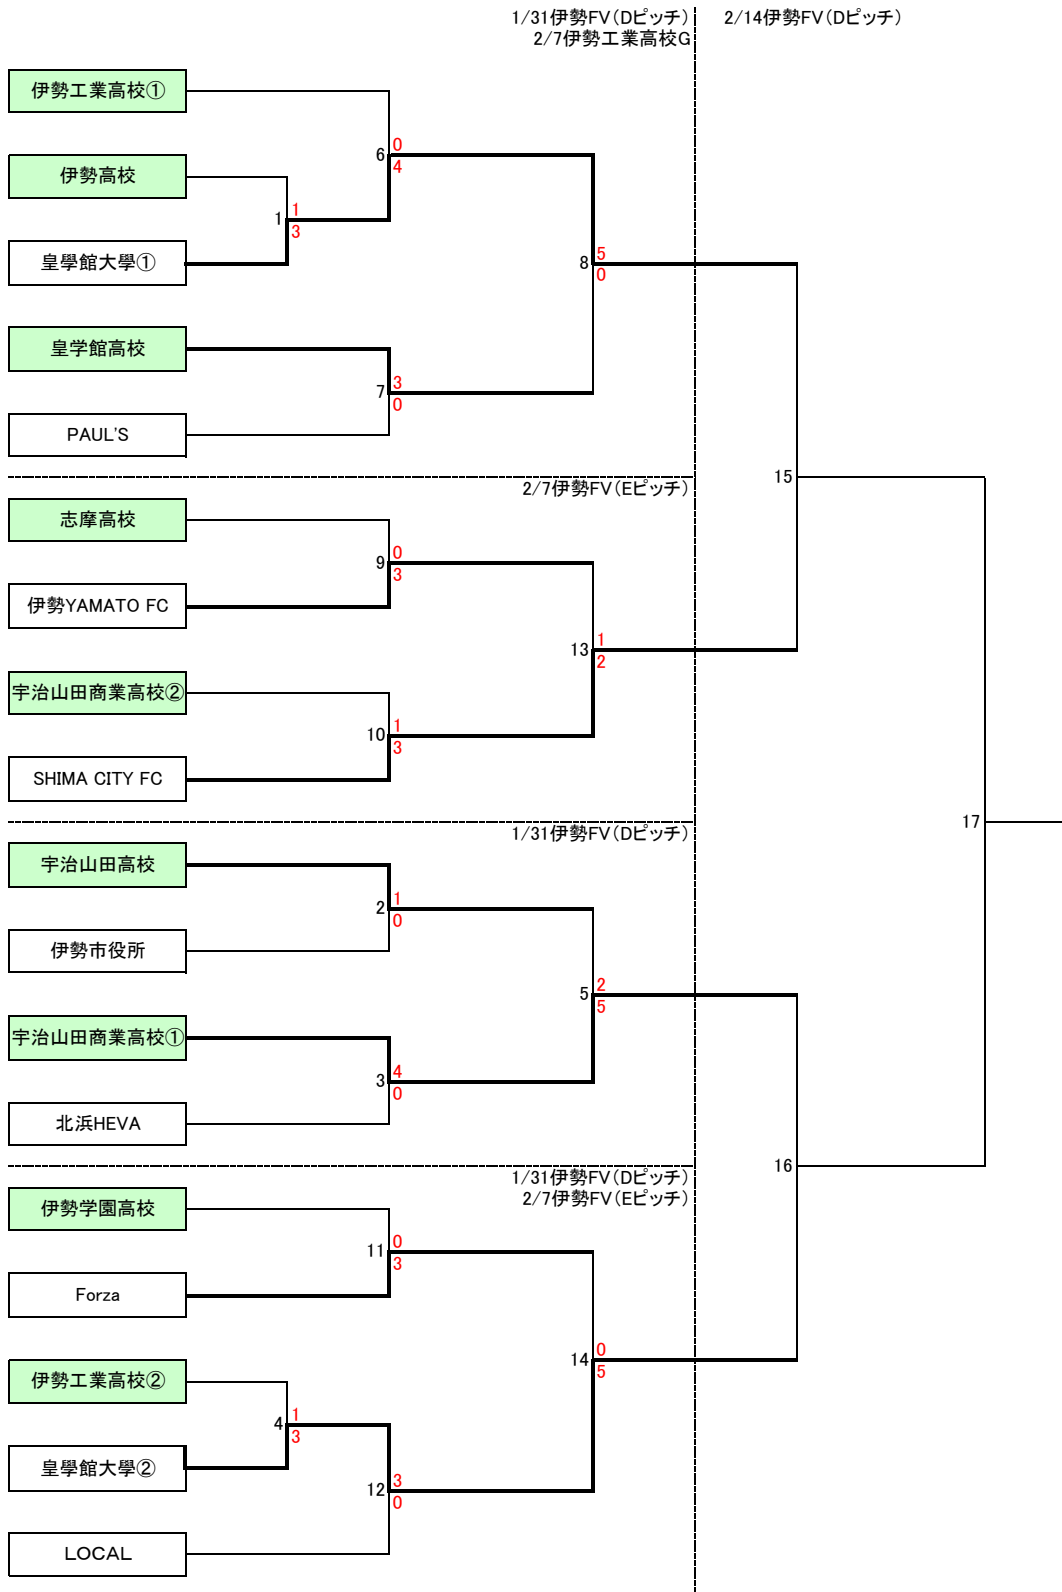 1/31伊勢FV(Dピッチ)
2/7伊勢工業高校G
2/14伊勢FV(Dピッチ)
伊勢工業高校①
6
0
4
伊勢高校
1
1
3
皇學館大學①
8
5
0
皇学館高校
7
3
0
PAUL'S
15
2/7伊勢FV(Eピッチ)
志摩高校
9
0
3
伊勢YAMATO FC
13
1
2
宇治山田商業高校②
10
1
3
SHIMA CITY FC
17
1/31伊勢FV(Dピッチ)
宇治山田高校
2
1
0
伊勢市役所
5
2
5
宇治山田商業高校①
3
4
0
北浜HEVA
16
1/31伊勢FV(Dピッチ)
2/7伊勢FV(Eピッチ)
伊勢学園高校
11
0
3
Forza
14
0
5
伊勢工業高校②
4
1
3
皇學館大學②
12
3
0
LOCAL